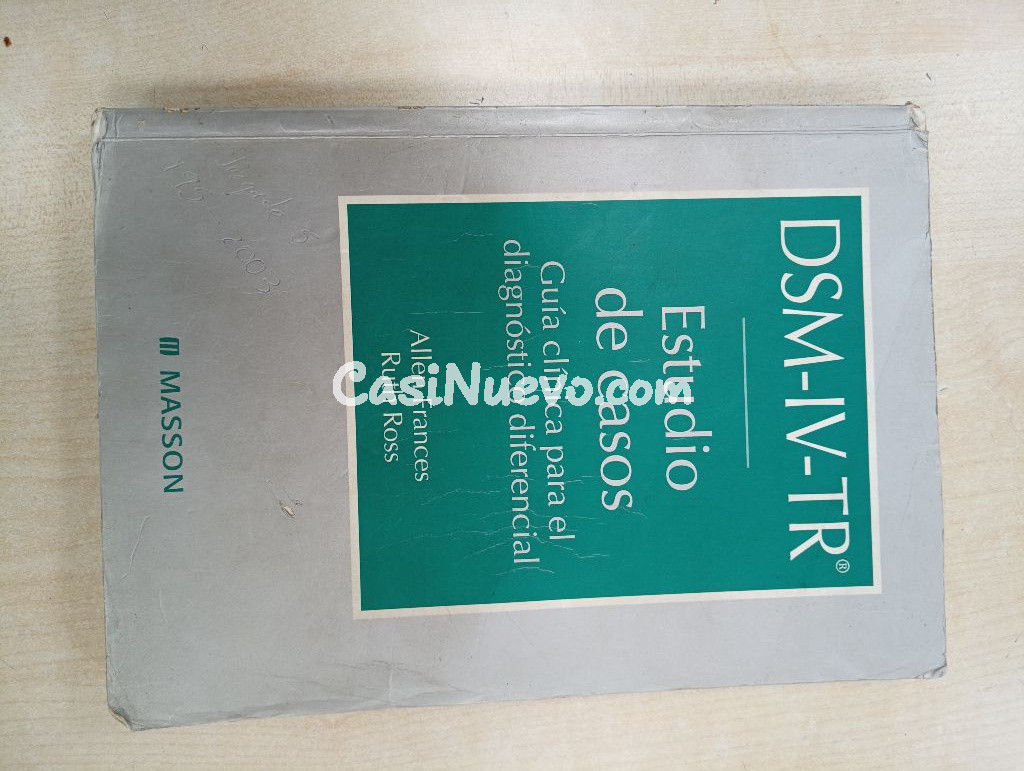 DSM-IV-TR®
Estudio
de casos
Guía clínica para el
diagnóstico diferencial
Allen Frances
Ruth Ross
MASSON
2003
CasiNuevo.com